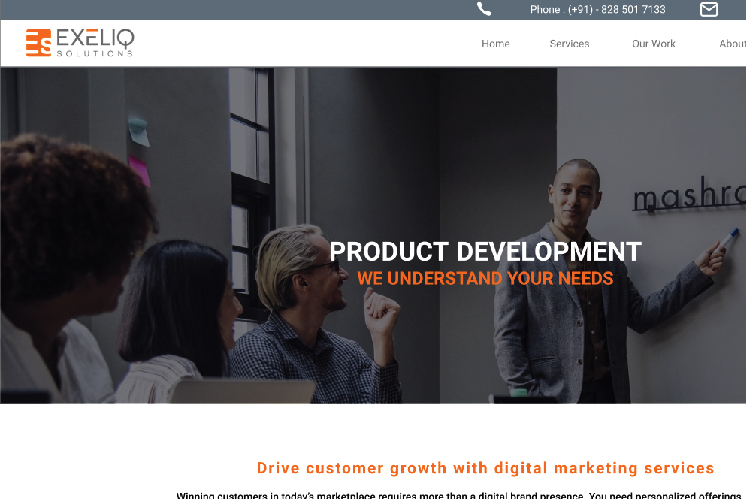 Phone : (+91) - 828 501 7133
EXELIQ
SOLUTIONS
Home Services Our Work About
mashro
PRODUCT DEVELOPMENT
WE UNDERSTAND YOUR NEEDS
Drive customer growth with digital marketing services
Winning customers in today's marketplace requires more than a digital brand presence. You need personalized offerings